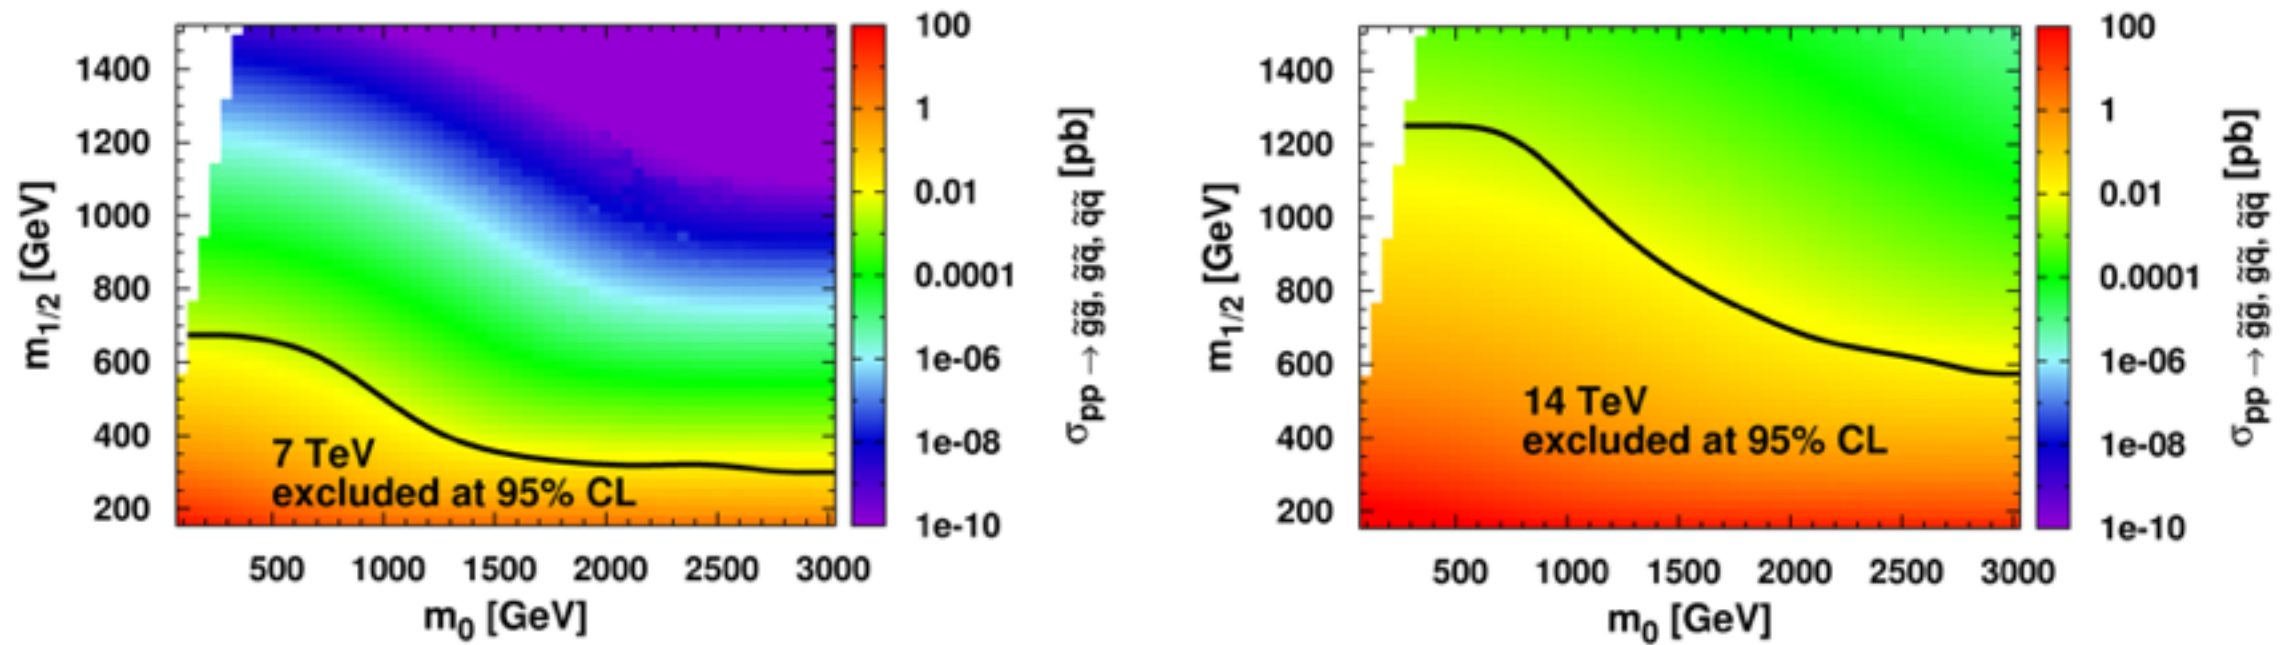 1400
1200
1000
800
600
400
200
m1/2 [GeV]
7 TeV
excluded at 95% CL
500 1000 1500 2000 2500 3000
m0 [GeV]
100
1
0.01
0.0001
1e-06
1e-08
1e-10
σpp → g̃g̃, g̃q̃, q̃q̃ [pb]
1400
1200
1000
800
600
400
200
m1/2 [GeV]
14 TeV
excluded at 95% CL
500 1000 1500 2000 2500 3000
m0 [GeV]
100
1
0.01
0.0001
1e-06
1e-08
1e-10
σpp → g̃g̃, g̃q̃, q̃q̃ [pb]